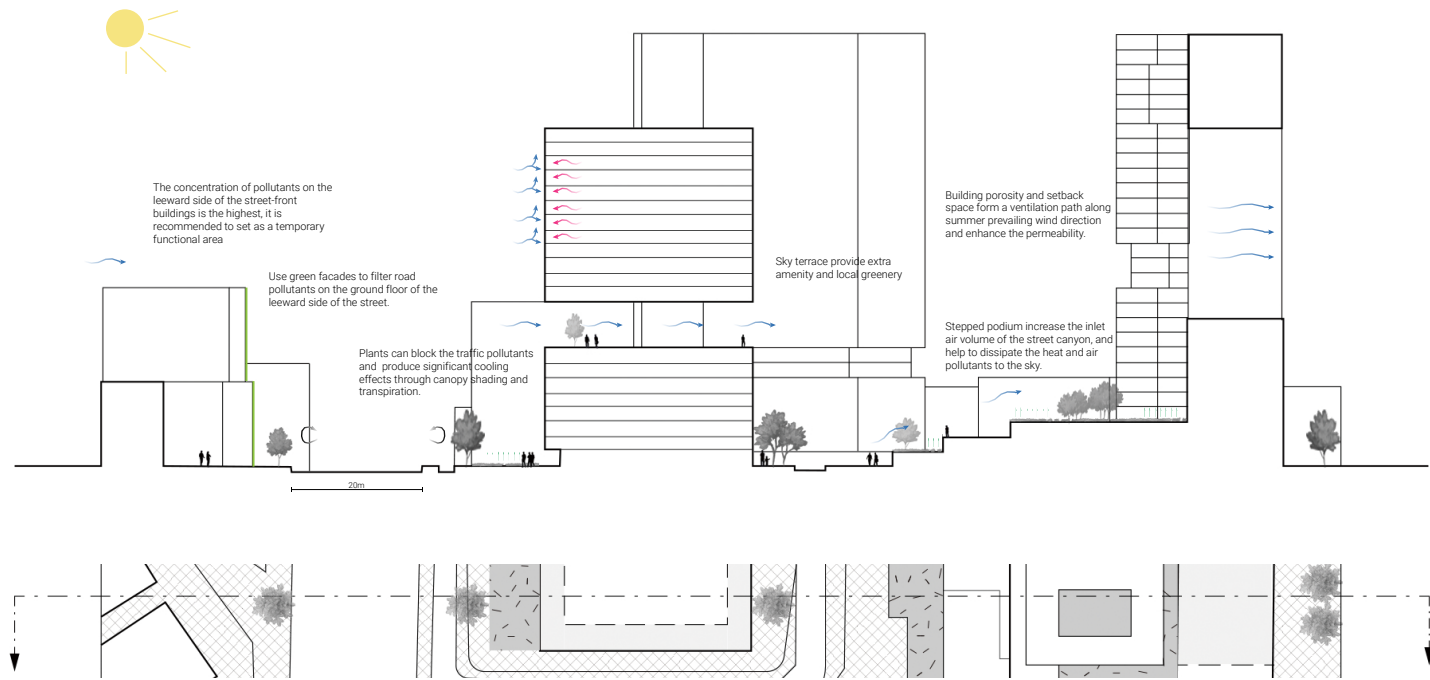 The concentration of pollutants on the
leeward side of the street-front
buildings is the highest, it is
recommended to set as a temporary
functional area
Use green facades to filter road
pollutants on the ground floor of the
leeward side of the street.
Plants can block the traffic pollutants
and produce significant cooling
effects through canopy shading and
transpiration.
Sky terrace provide extra
amenity and local greenery
Building porosity and setback
space form a ventilation path along
summer prevailing wind direction
and enhance the permeability.
Stepped podium increase the inlet
air volume of the street canyon, and
help to dissipate the heat and air
pollutants to the sky.
20m